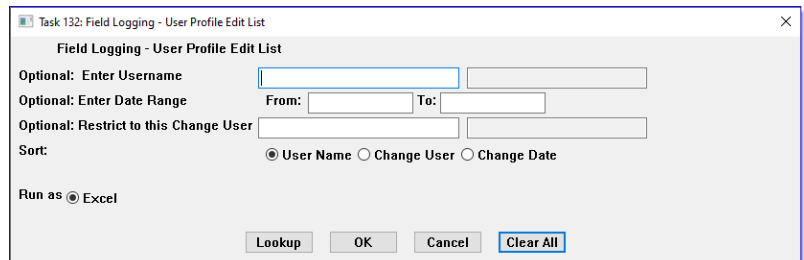 Task 132: Field Logging - User Profile Edit List
Field Logging - User Profile Edit List
Optional: Enter Username
Optional: Enter Date Range From: To:
Optional: Restrict to this Change User
Sort: User Name Change User Change Date
Run as Excel
Lookup OK Cancel Clear All